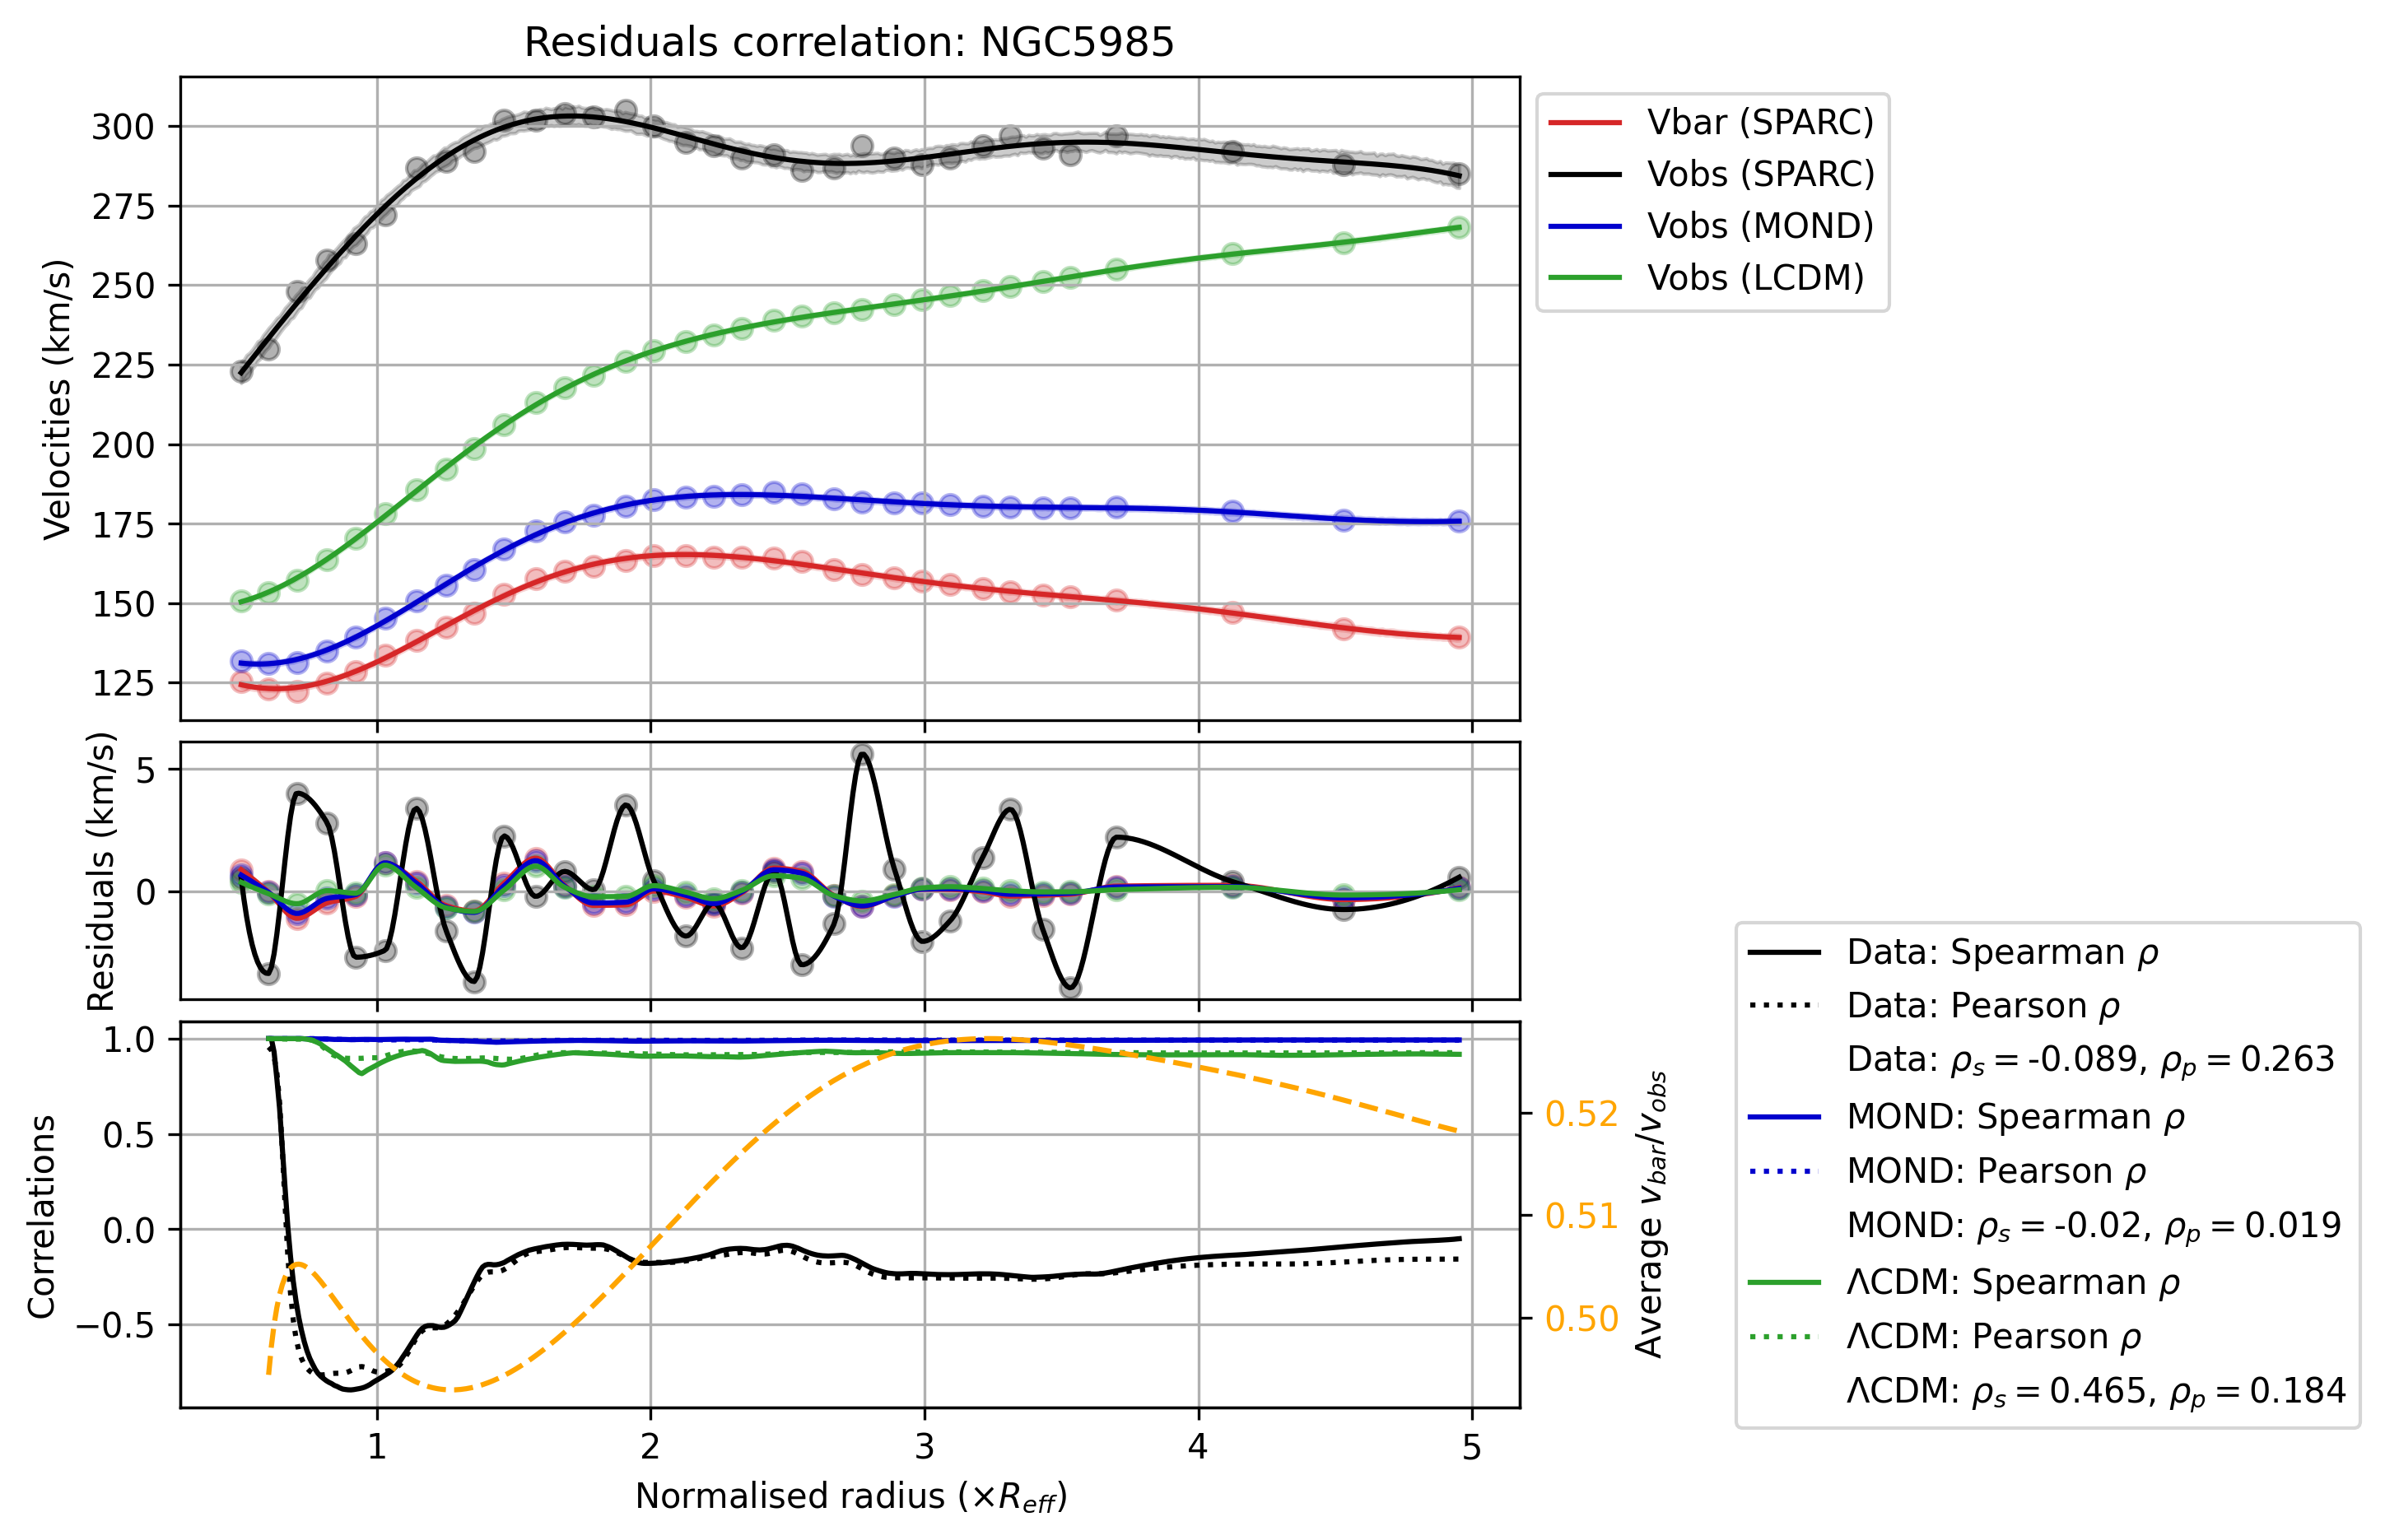 Residuals correlation: NGC5985
Velocities (km/s)
300
275
250
225
200
175
150
125
Vbar (SPARC)
Vobs (SPARC)
Vobs (MOND)
Vobs (LCDM)
Residuals (km/s)
5
0
Correlations
1.0
0.5
0.0
−0.5
0.52
0.51
0.50
Average v_bar/v_obs
1 2 3 4 5
Normalised radius (×R_eff)
Data: Spearman ρ
Data: Pearson ρ
Data: ρ_s = -0.089, ρ_p = 0.263
MOND: Spearman ρ
MOND: Pearson ρ
MOND: ρ_s = -0.02, ρ_p = 0.019
ΛCDM: Spearman ρ
ΛCDM: Pearson ρ
ΛCDM: ρ_s = 0.465, ρ_p = 0.184